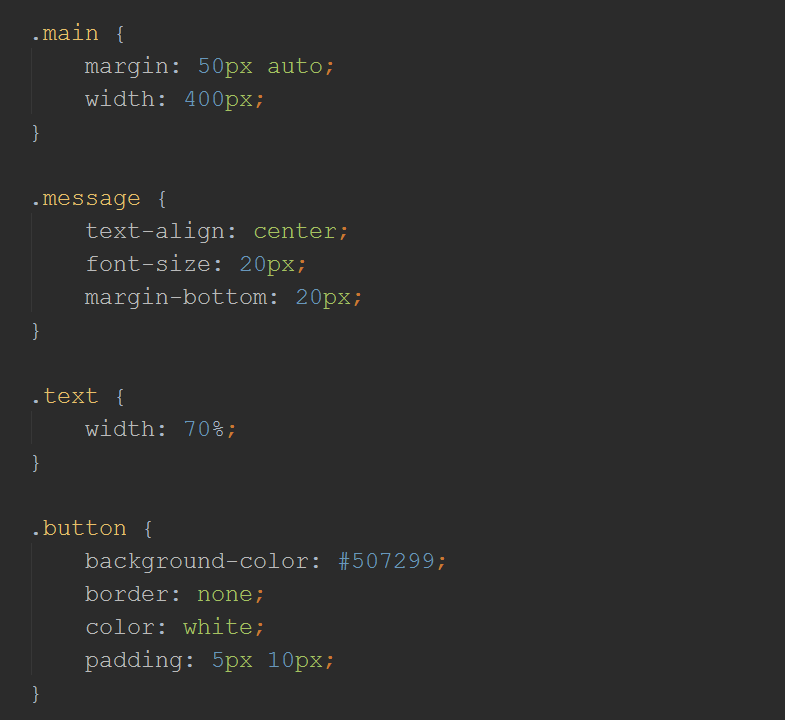 .main {
    margin: 50px auto;
    width: 400px;
}

.message {
    text-align: center;
    font-size: 20px;
    margin-bottom: 20px;
}

.text {
    width: 70%;
}

.button {
    background-color: #507299;
    border: none;
    color: white;
    padding: 5px 10px;
}